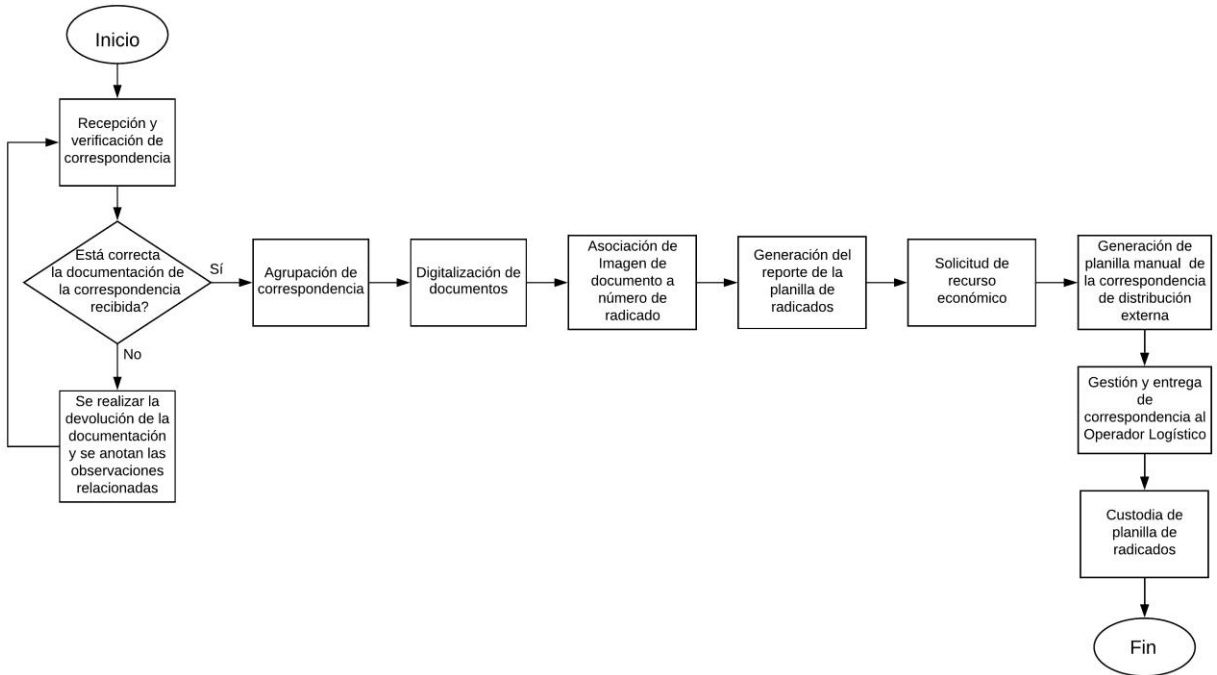 Inicio
Recepción y
verificación de
correspondencia
Está correcta
la documentación de
la correspondencia
recibida?
Sí
No
Se realizar la
devolución de la
documentación
y se anotan las
observaciones
relacionadas
Agrupación de
correspondencia
Digitalización de
documentos
Asociación de
Imagen de
documento a
número de
radicado
Generación del
reporte de la
planilla de
radicados
Solicitud de
recurso
económico
Generación de
planilla manual de
la correspondencia
de distribución
externa
Gestión y entrega
de
correspondencia al
Operador Logístico
Custodia de
planilla de
radicados
Fin